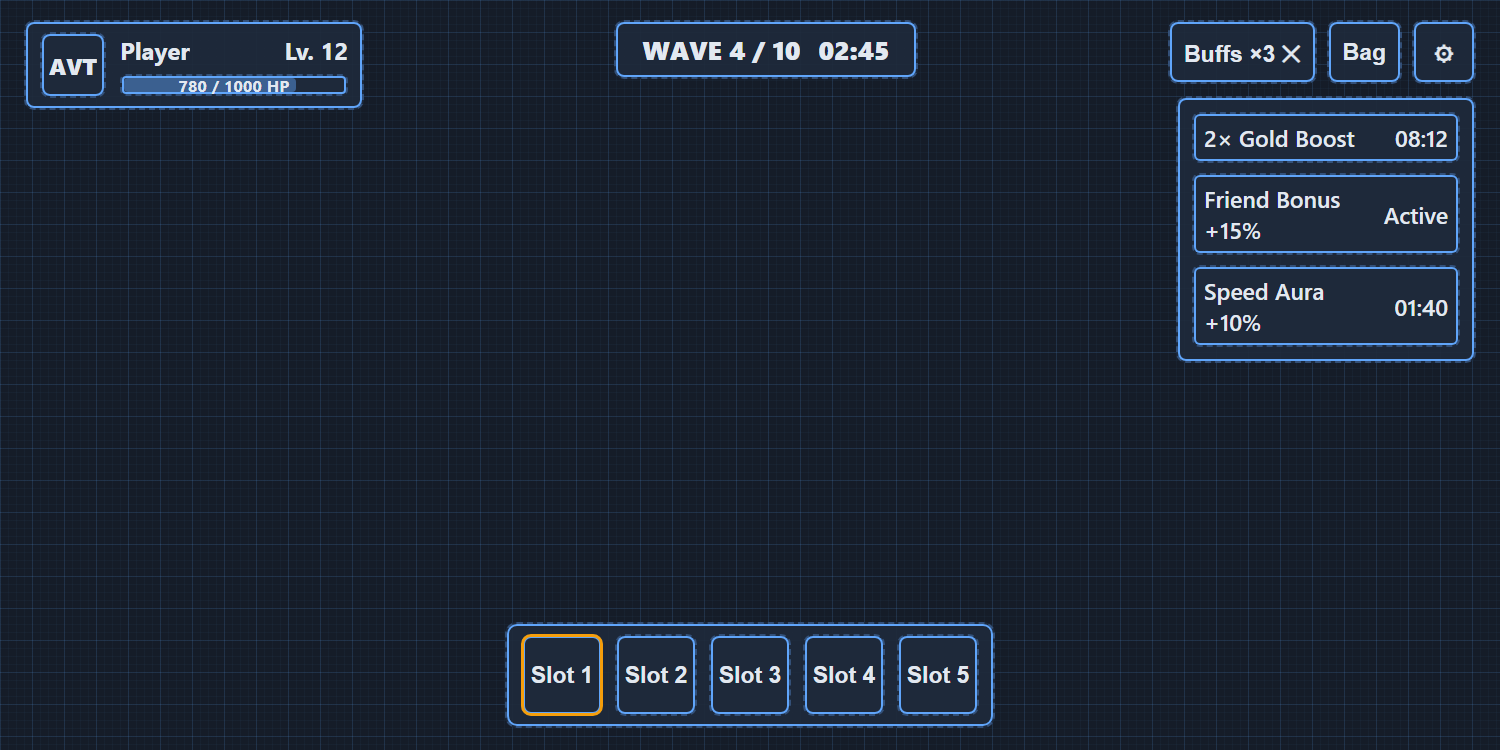 AVT
Player Lv. 12
780 / 1000 HP
WAVE 4 / 10 02:45
Buffs ×3 ✕
Bag
⚙
2× Gold Boost 08:12
Friend Bonus
+15%
Active
Speed Aura
+10%
01:40
Slot 1
Slot 2
Slot 3
Slot 4
Slot 5